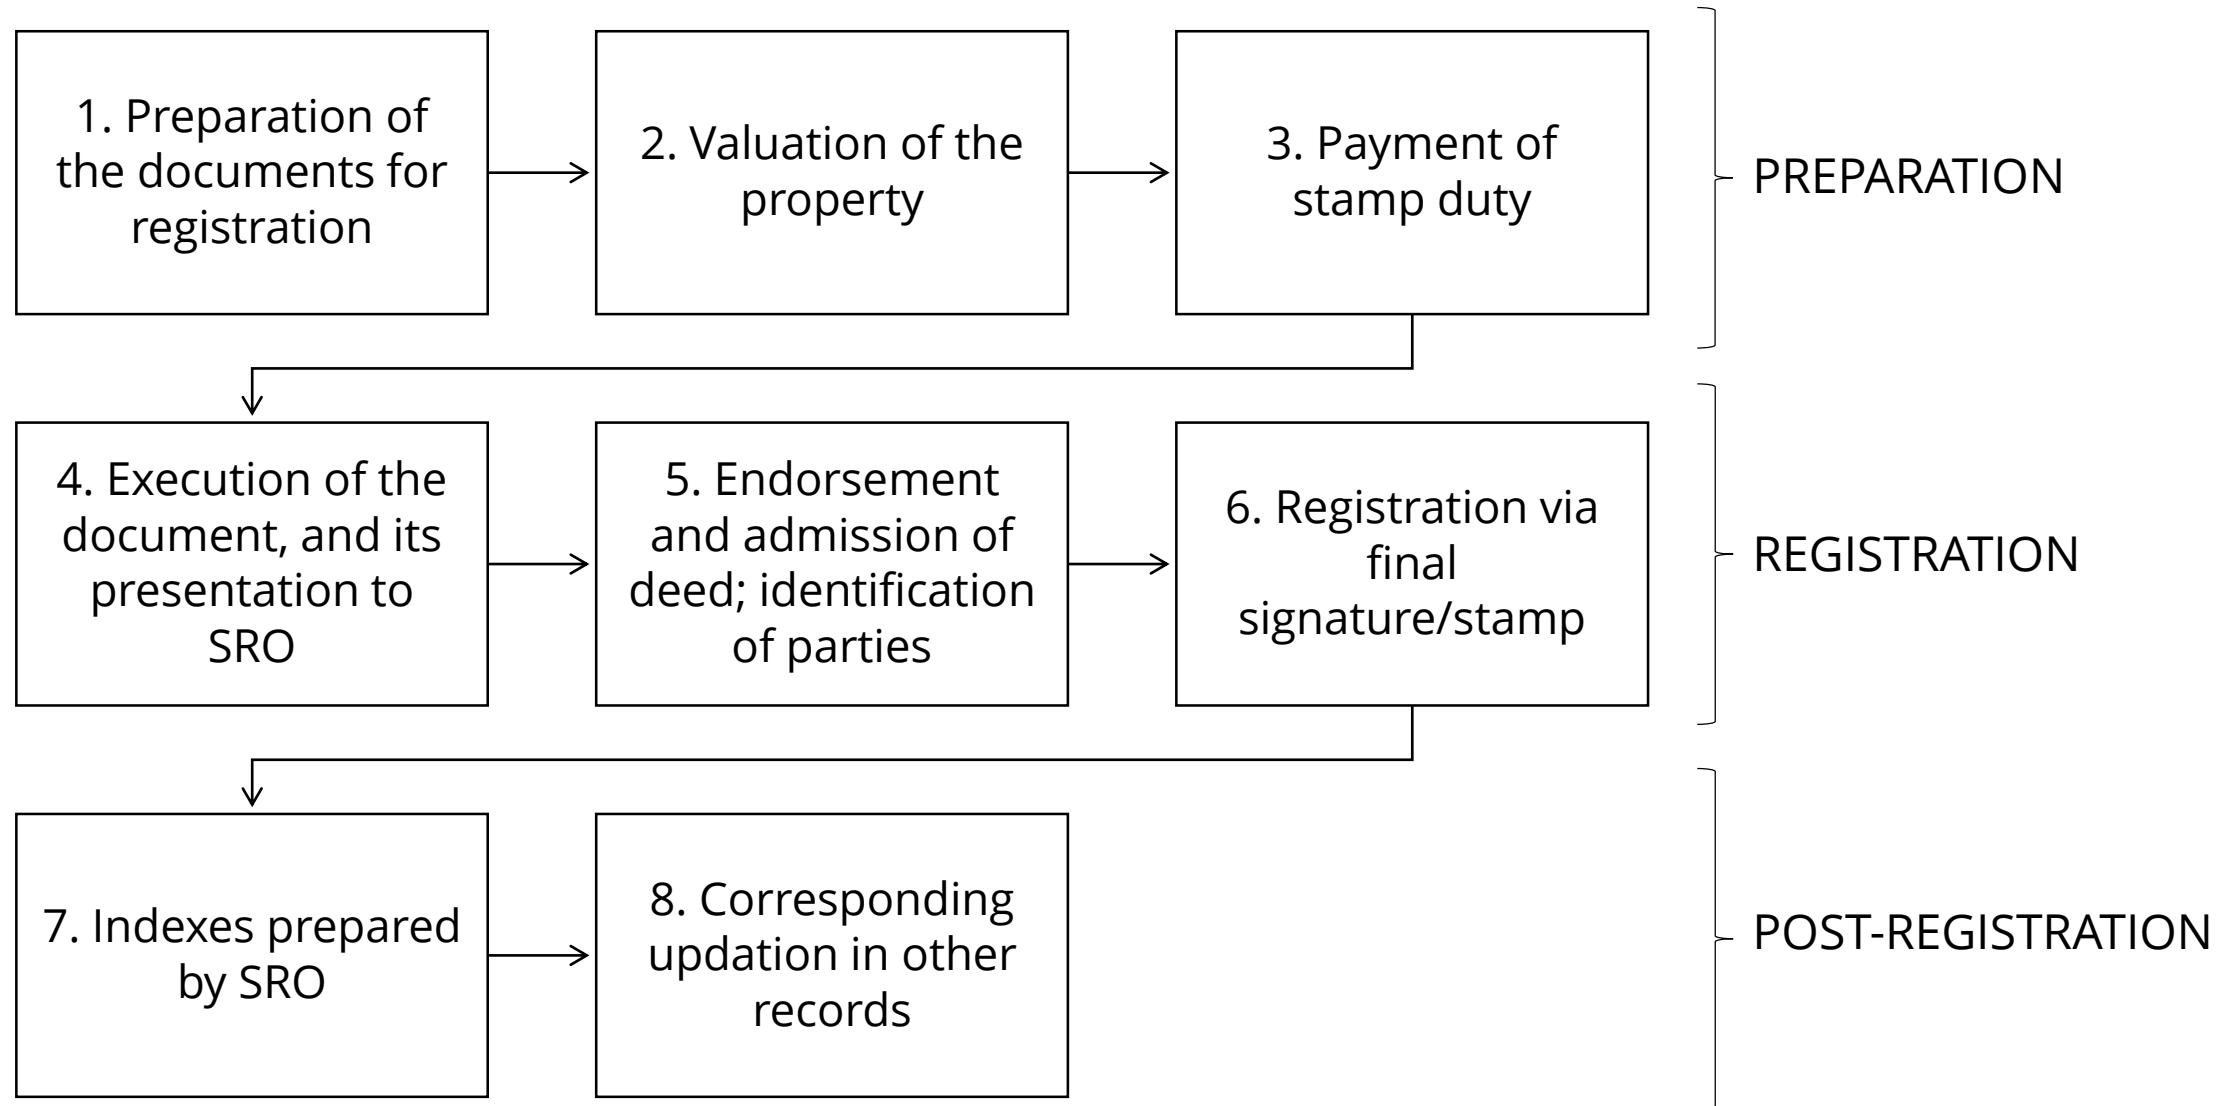 1. Preparation of
the documents for
registration
2. Valuation of the
property
3. Payment of
stamp duty
PREPARATION
4. Execution of the
document, and its
presentation to
SRO
5. Endorsement
and admission of
deed; identification
of parties
6. Registration via
final
signature/stamp
REGISTRATION
7. Indexes prepared
by SRO
8. Corresponding
updation in other
records
POST-REGISTRATION